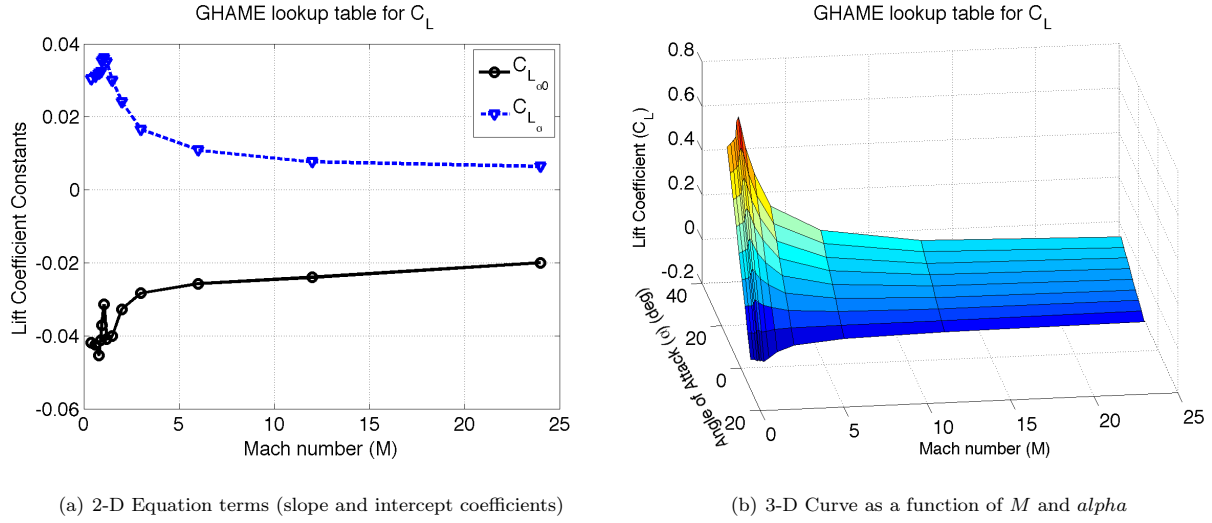 GHAME lookup table for C_L
0.04
0.02
0
-0.02
-0.04
-0.06
Lift Coefficient Constants
0 5 10 15 20 25
Mach number (M)
C_Lα0
C_Lα
(a) 2-D Equation terms (slope and intercept coefficients)
GHAME lookup table for C_L
0.8
0.6
0.4
0.2
0
-0.2
Lift Coefficient (C_L)
40
20
0
-20
Angle of Attack (α) (deg)
0 5 10 15 20 25
Mach number (M)
(b) 3-D Curve as a function of M and alpha